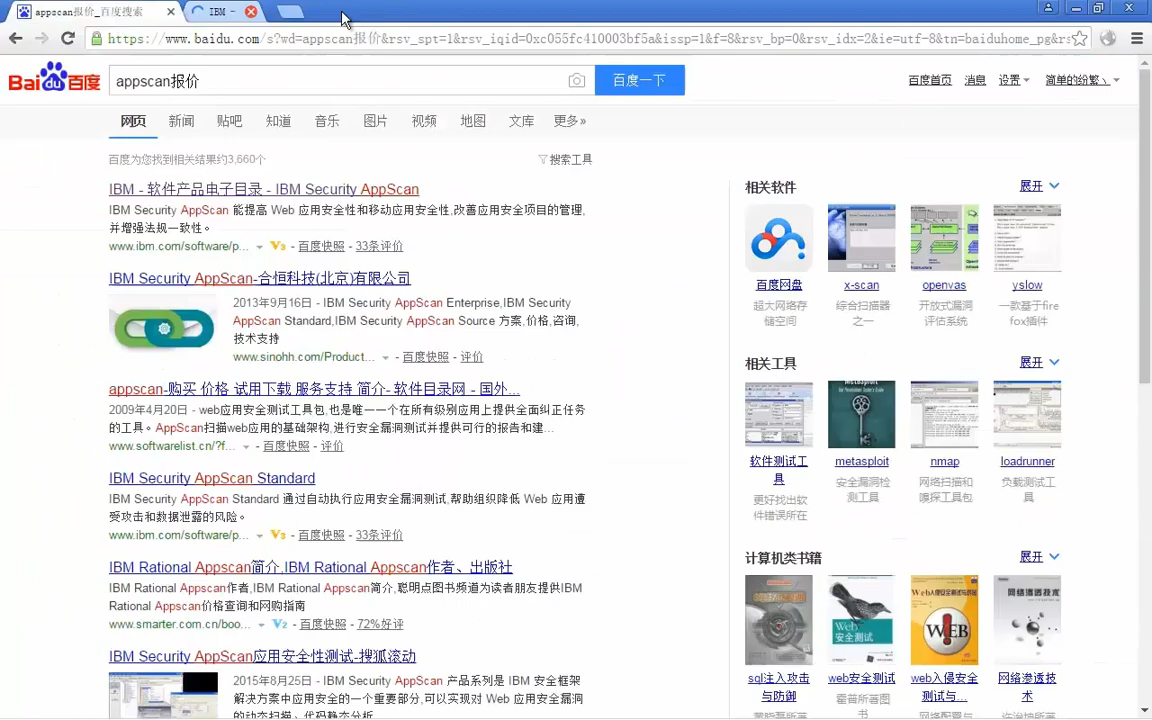 appscan报价_百度搜索
IBM -
https://www.baidu.com/s?wd=appscan报价&rsv_spt=1&rsv_iqid=0xc055fc410003bf5a&issp=1&f=8&rsv_bp=0&rsv_idx=2&ie=utf-8&tn=baiduhome_pg&rs
Bai du 百度
appscan报价
百度一下
百度首页 消息 设置 简单的纷繁
网页 新闻 贴吧 知道 音乐 图片 视频 地图 文库 更多»
百度为您找到相关结果约3,660个
搜索工具
IBM - 软件产品电子目录 - IBM Security AppScan
IBM Security AppScan 能提高 Web 应用安全性和移动应用安全性,改善应用安全项目的管理,
并增强法规一致性。
www.ibm.com/software/p... - V3 - 百度快照 - 33条评价
IBM Security AppScan-合恒科技(北京)有限公司
2013年9月16日 - IBM Security AppScan Enterprise,IBM Security
AppScan Standard,IBM Security AppScan Source 方案,价格,咨询,
技术支持
www.sinohh.com/Product... - 百度快照 - 评价
appscan-购买 价格 试用下载 服务支持 简介- 软件目录网 - 国外...
2009年4月20日 - web应用安全测试工具包,也是唯一一个在所有级别应用上提供全面纠正任务
的工具。AppScan扫描web应用的基础架构,进行安全漏洞测试并提供可行的报告和建...
www.softwarelist.cn/?f... - 百度快照 - 评价
IBM Security AppScan Standard
IBM Security AppScan Standard 通过自动执行应用安全漏洞测试,帮助组织降低 Web 应用遭
受攻击和数据泄露的风险。
www.ibm.com/software/p... - V3 - 百度快照 - 33条评价
IBM Rational Appscan简介,IBM Rational Appscan作者、出版社
IBM Rational Appscan作者,IBM Rational Appscan简介,聪明点图书频道为读者朋友提供IBM
Rational Appscan价格查询和网购指南
www.smarter.com.cn/boo... - V2 - 百度快照 - 72%好评
IBM Security AppScan应用安全性测试-搜狐滚动
2015年8月25日 - IBM Security AppScan 产品系列是 IBM 安全框架
解决方案中应用安全的一个重要部分,可以实现对 Web 应用安全漏洞
的动态扫描、代码静态分析
相关软件 展开
百度网盘 x-scan openvas yslow
超大网络存
储空间
综合扫描器
之一
开放式漏洞
评估系统
一款基于fire
fox插件
相关工具 展开
软件测试工
具
metasploit nmap loadrunner
更好找出软
件错误所在
安全漏洞检
测工具
网络扫描和
嗅探工具包
负载测试工
具
计算机类书籍 展开
Web
安全测试
WEB
网络渗透技术
sql注入攻击
与防御
web安全测试
web入侵安全
测试与...
网络渗透技
术
霍普所著图
书